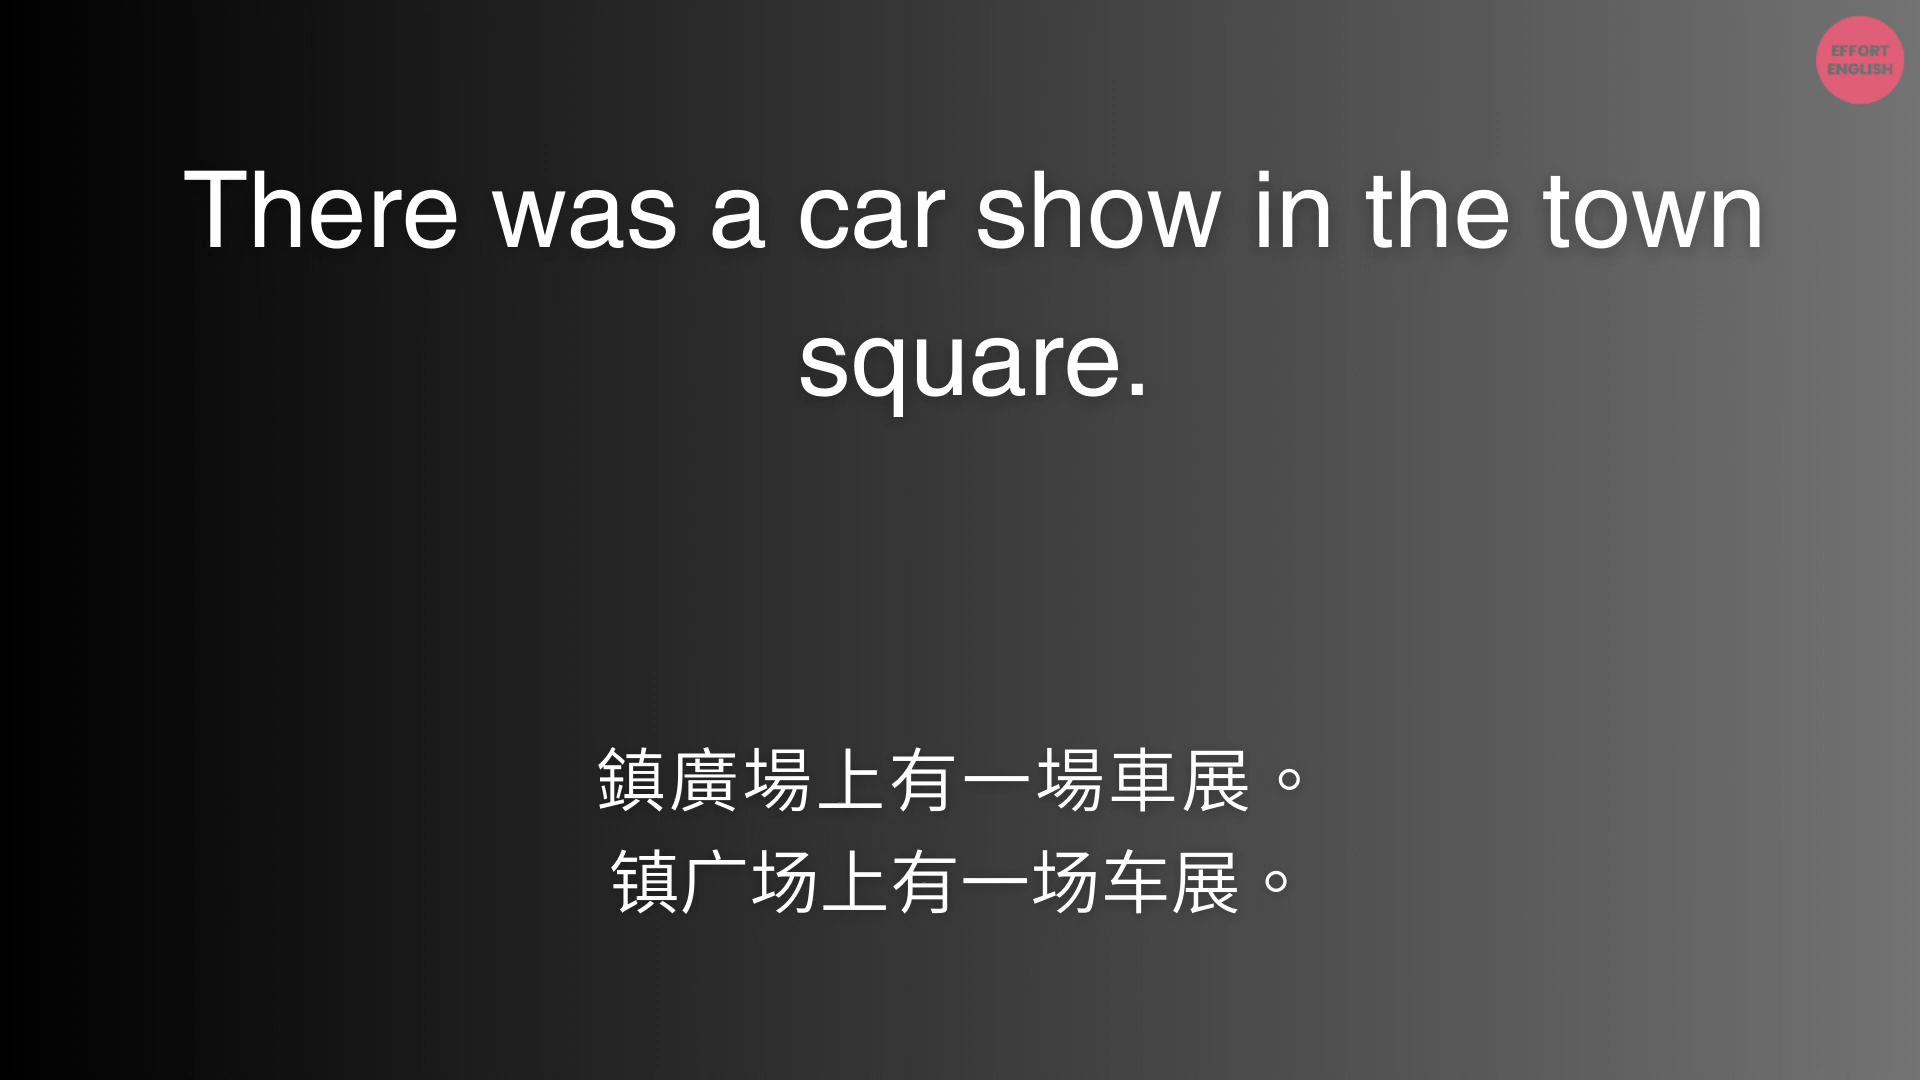 EFFORT
ENGLISH
There was a car show in the town
square.
鎮廣場上有一場車展。
镇广场上有一场车展。